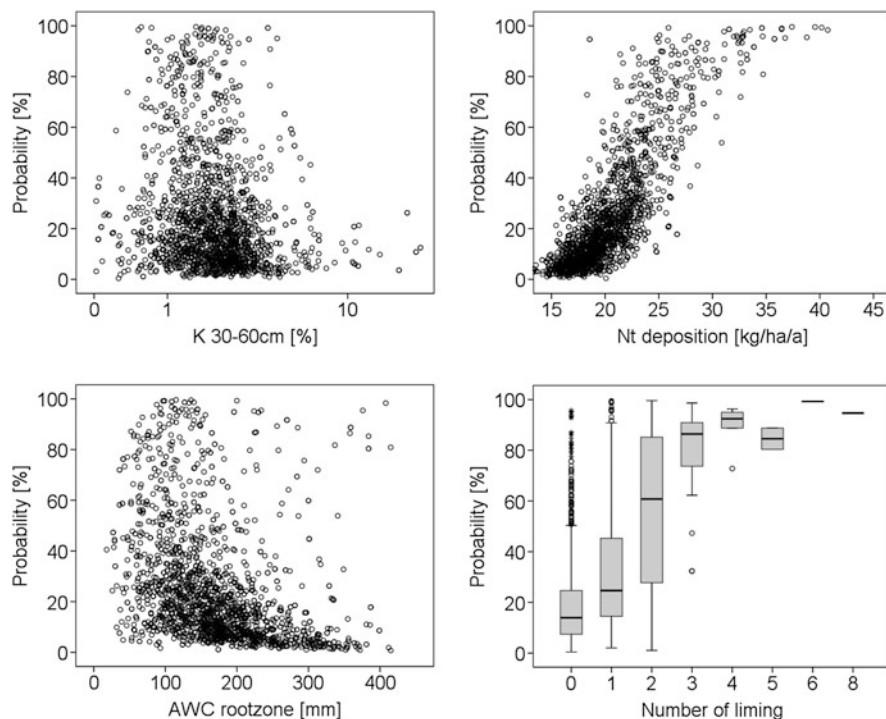 100
80
60
40
20
0
Probability [%]
0 1 10
K 30-60cm [%]
100
80
60
40
20
0
Probability [%]
15 20 25 30 35 40 45
Nt deposition [kg/ha/a]
100
80
60
40
20
0
Probability [%]
0 100 200 300 400
AWC rootzone [mm]
100
80
60
40
20
0
Probability [%]
0 1 2 3 4 5 6 8
Number of liming